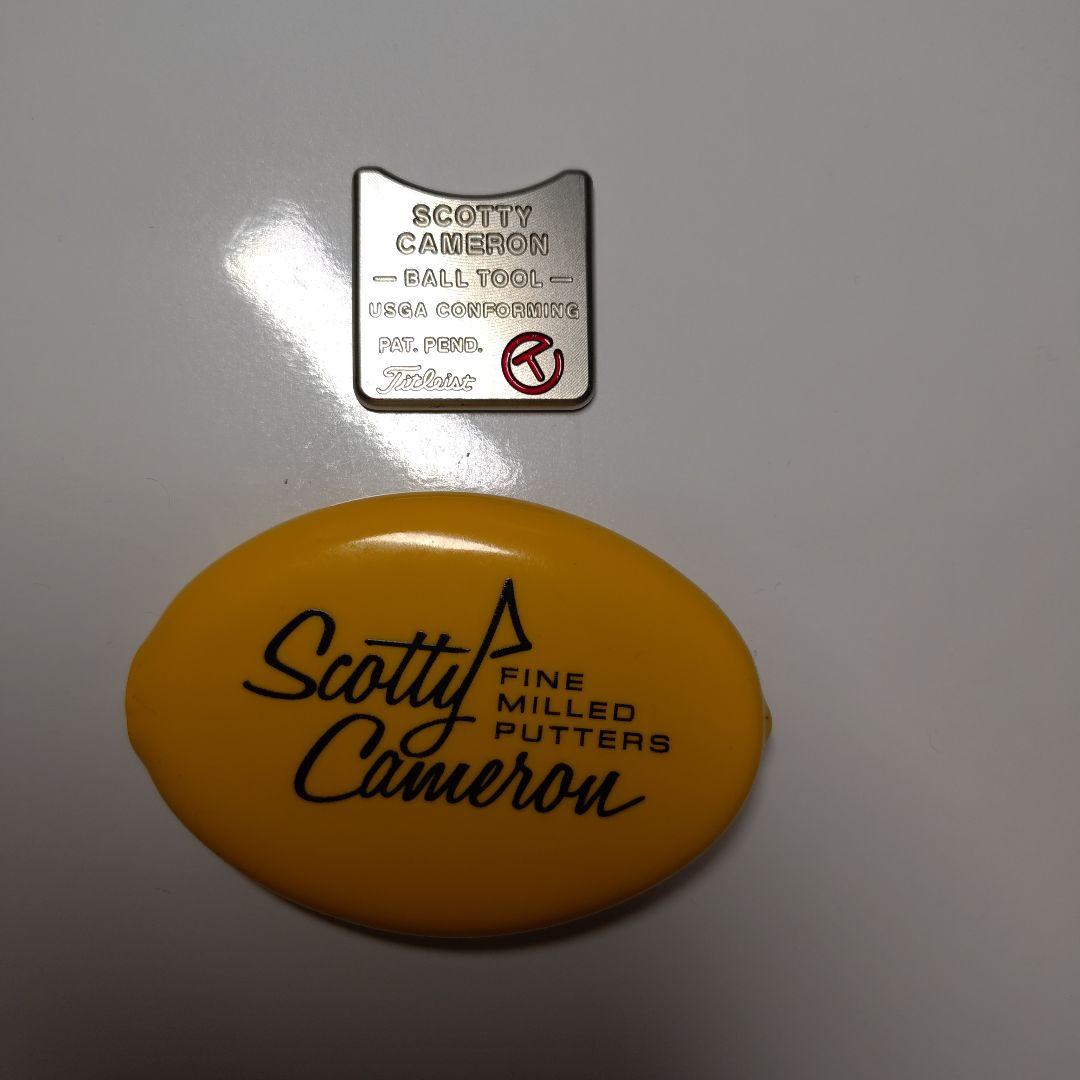 SCOTTY
CAMERON
— BALL TOOL —
USGA CONFORMING
PAT. PEND.
Titleist
T
Scotty
FINE
MILLED
PUTTERS
Cameron